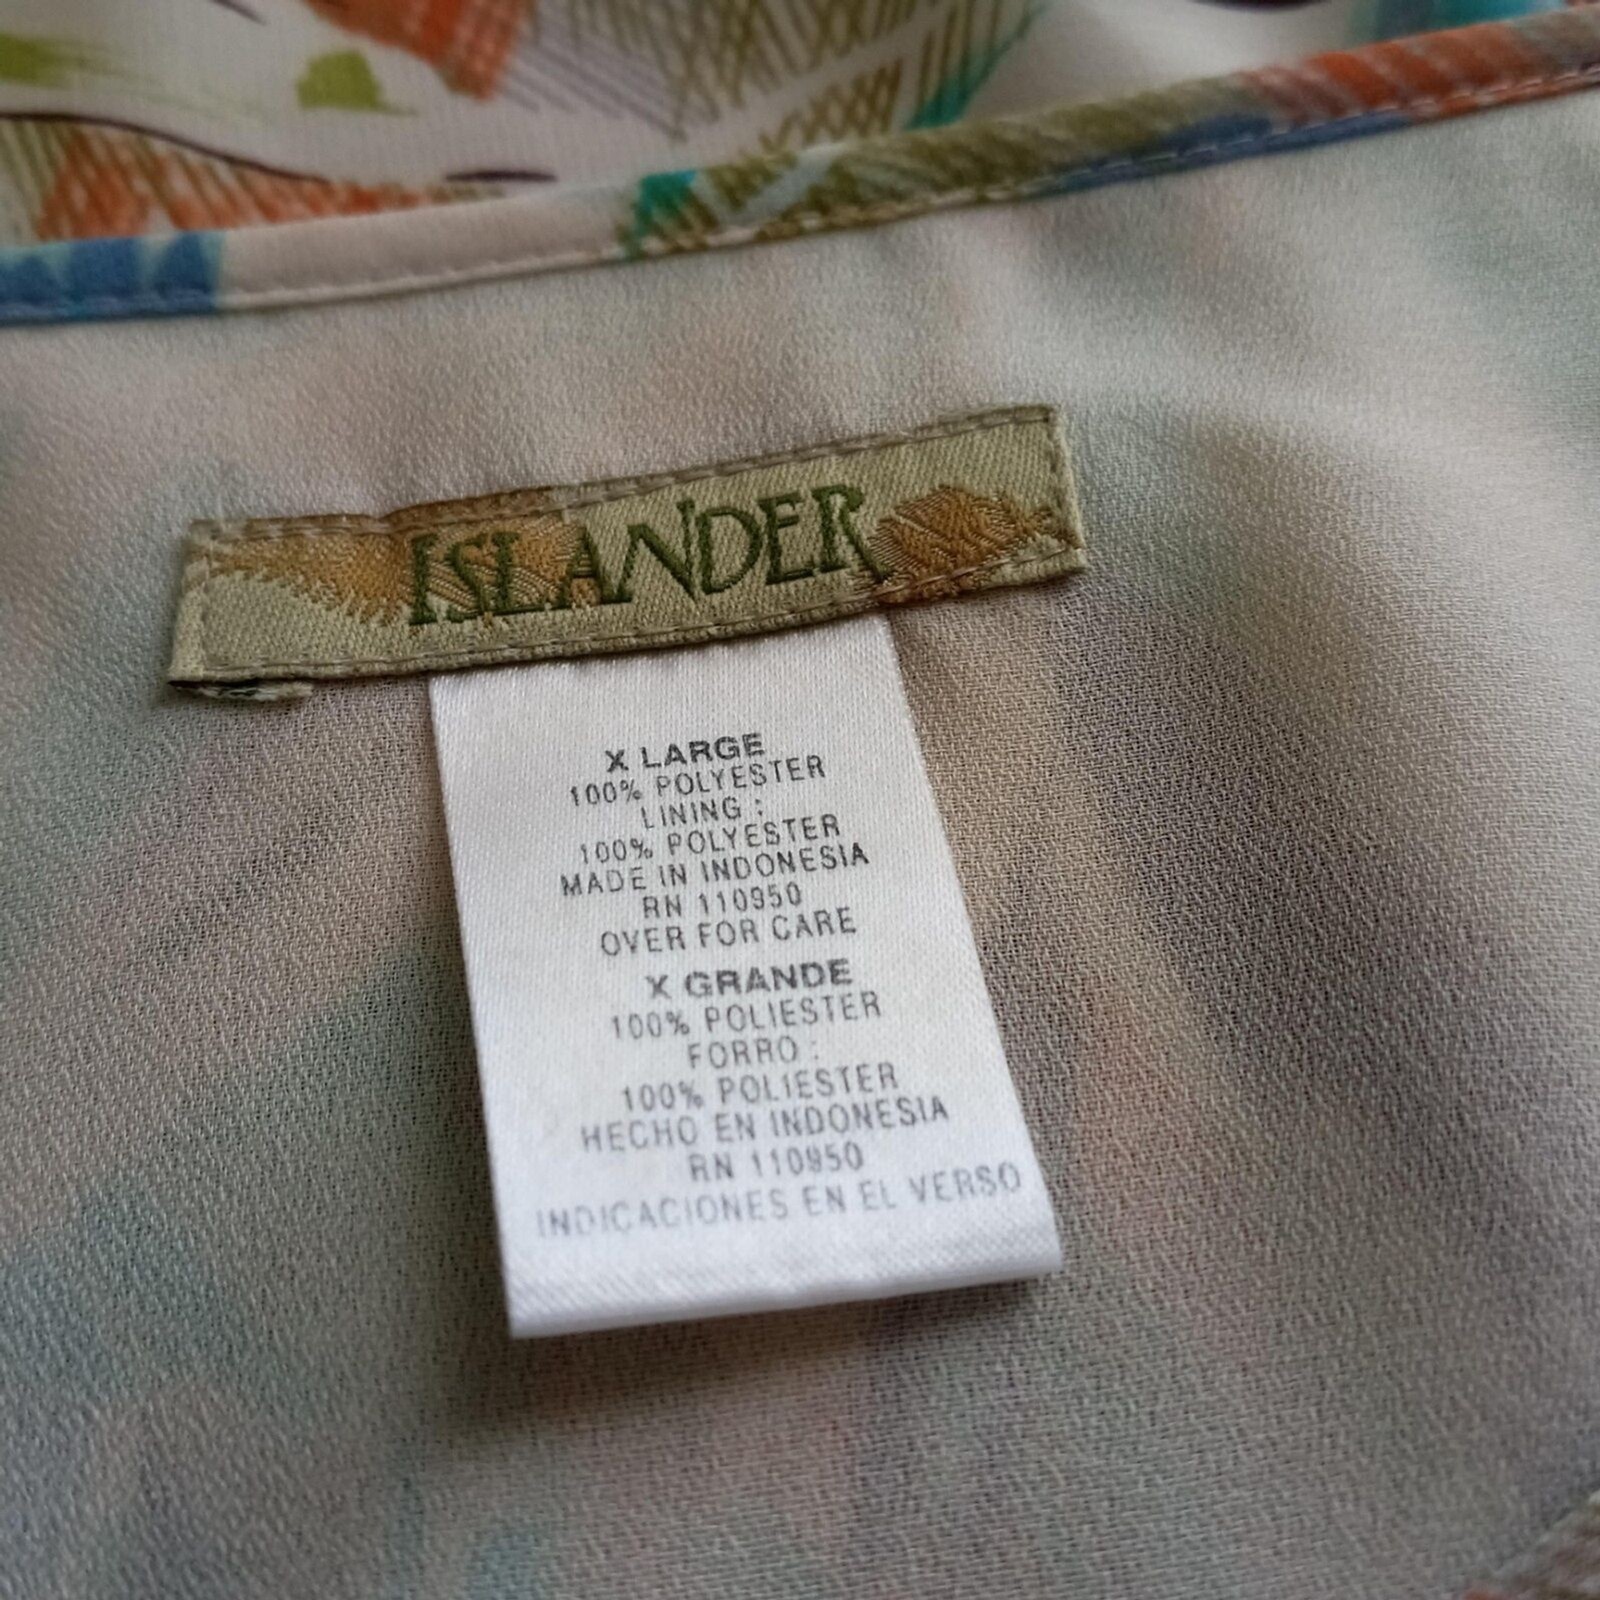 ISLANDER
X LARGE
100% POLYESTER
LINING :
100% POLYESTER
MADE IN INDONESIA
RN 110950
OVER FOR CARE
X GRANDE
100% POLIESTER
FORRO :
100% POLIESTER
HECHO EN INDONESIA
RN 110950
INDICACIONES EN EL VERSO